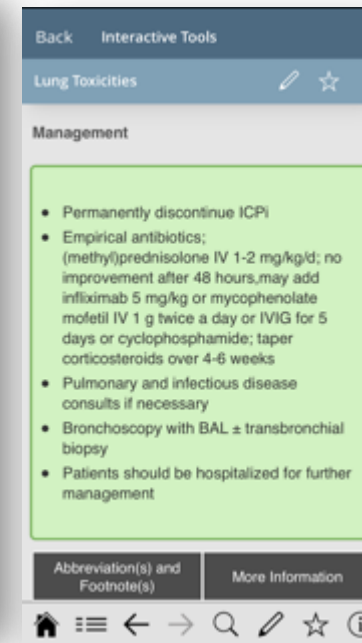 Back Interactive Tools
Lung Toxicities
Management
• Permanently discontinue ICPi
• Empirical antibiotics;
(methyl)prednisolone IV 1-2 mg/kg/d; no
improvement after 48 hours,may add
infliximab 5 mg/kg or mycophenolate
mofetil IV 1 g twice a day or IVIG for 5
days or cyclophosphamide; taper
corticosteroids over 4-6 weeks
• Pulmonary and infectious disease
consults if necessary
• Bronchoscopy with BAL ± transbronchial
biopsy
• Patients should be hospitalized for further
management
Abbreviation(s) and
Footnote(s)
More Information